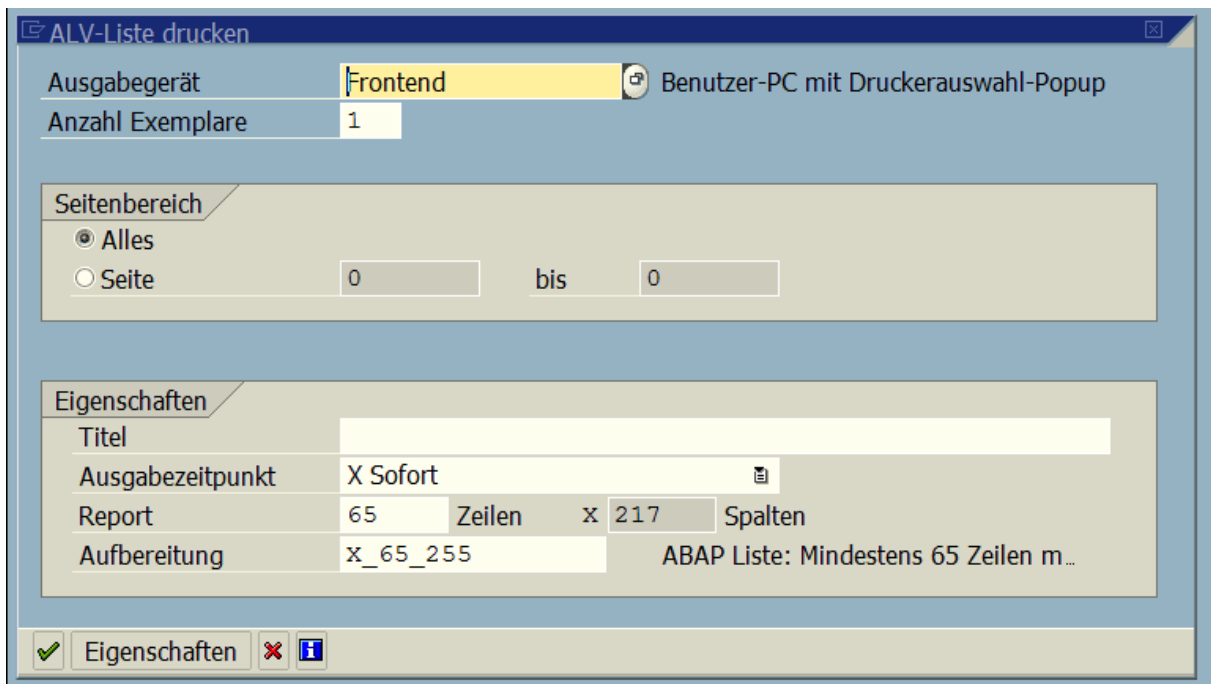 ALV-Liste drucken
Ausgabegerät Frontend Benutzer-PC mit Druckerauswahl-Popup
Anzahl Exemplare 1
Seitenbereich
Alles
Seite 0 bis 0
Eigenschaften
Titel
Ausgabezeitpunkt X Sofort
Report 65 Zeilen X 217 Spalten
Aufbereitung X_65_255 ABAP Liste: Mindestens 65 Zeilen m…
Eigenschaften